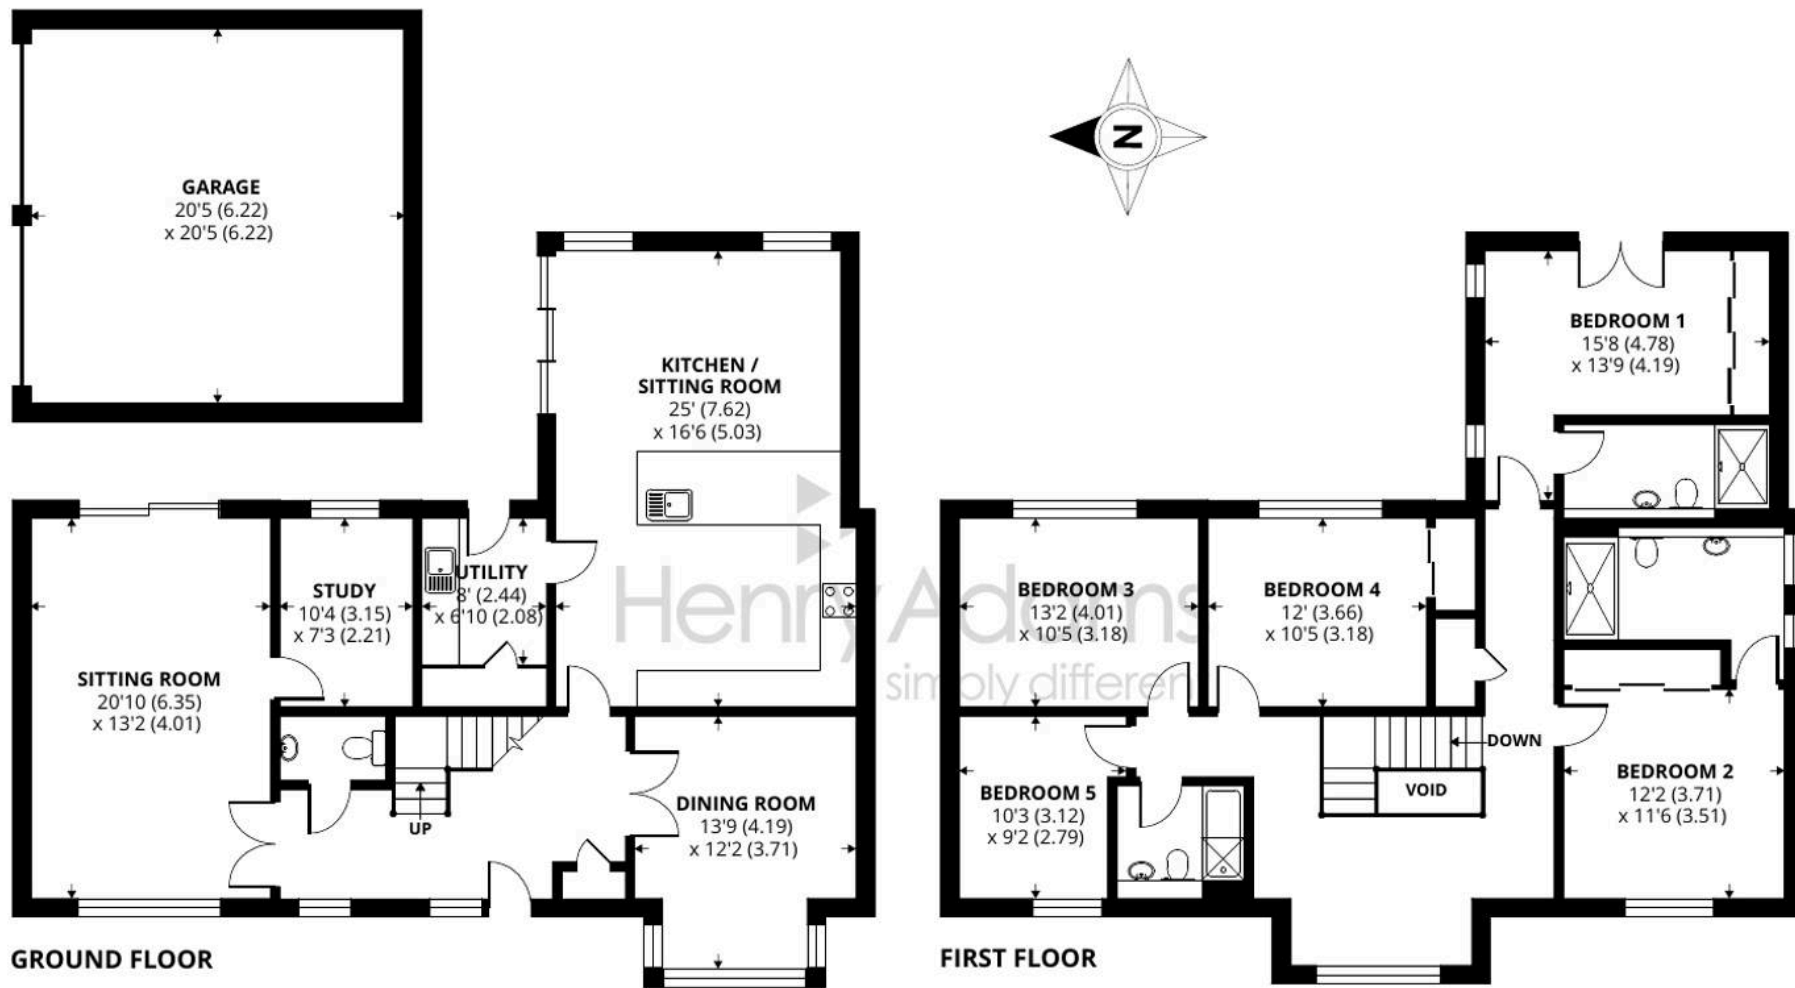 GARAGE
20'5 (6.22)
x 20'5 (6.22)
N
KITCHEN /
SITTING ROOM
25' (7.62)
x 16'6 (5.03)
UTILITY
8' (2.44)
x 6'10 (2.08)
STUDY
10'4 (3.15)
x 7'3 (2.21)
SITTING ROOM
20'10 (6.35)
x 13'2 (4.01)
UP
DINING ROOM
13'9 (4.19)
x 12'2 (3.71)
GROUND FLOOR
BEDROOM 1
15'8 (4.78)
x 13'9 (4.19)
BEDROOM 3
13'2 (4.01)
x 10'5 (3.18)
BEDROOM 4
12' (3.66)
x 10'5 (3.18)
DOWN
VOID
BEDROOM 2
12'2 (3.71)
x 11'6 (3.51)
BEDROOM 5
10'3 (3.12)
x 9'2 (2.79)
FIRST FLOOR
Henry Adams
simply differen